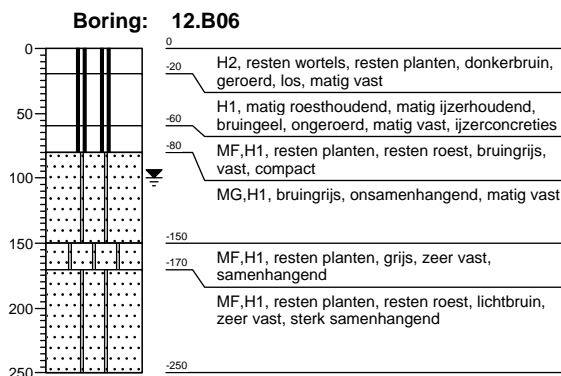 Boring: 12.B06
0
0
-20
H2, resten wortels, resten planten, donkerbruin,
geroerd, los, matig vast
50
-60
H1, matig roesthoudend, matig ijzerhoudend,
bruingeel, ongeroerd, matig vast, ijzerconcreties
-80
MF,H1, resten planten, resten roest, bruingrijs,
vast, compact
100
MG,H1, bruingrijs, onsamenhangend, matig vast
150
-150
MF,H1, resten planten, grijs, zeer vast,
samenhangend
-170
MF,H1, resten planten, resten roest, lichtbruin,
zeer vast, sterk samenhangend
200
250
-250